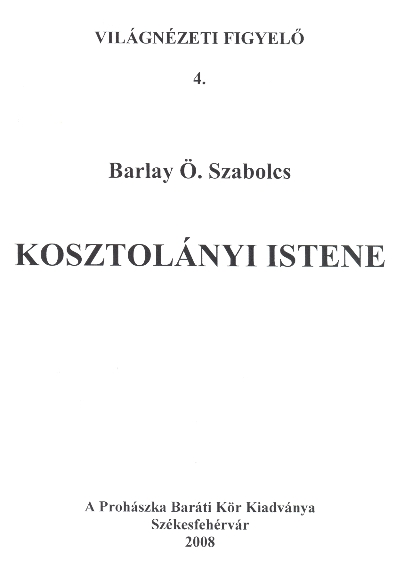 VILÁGNÉZETI FIGYELŐ
4.
Barlay Ö. Szabolcs
KOSZTOLÁNYI ISTENE
A Prohászka Baráti Kör Kiadványa
Székesfehérvár
2008